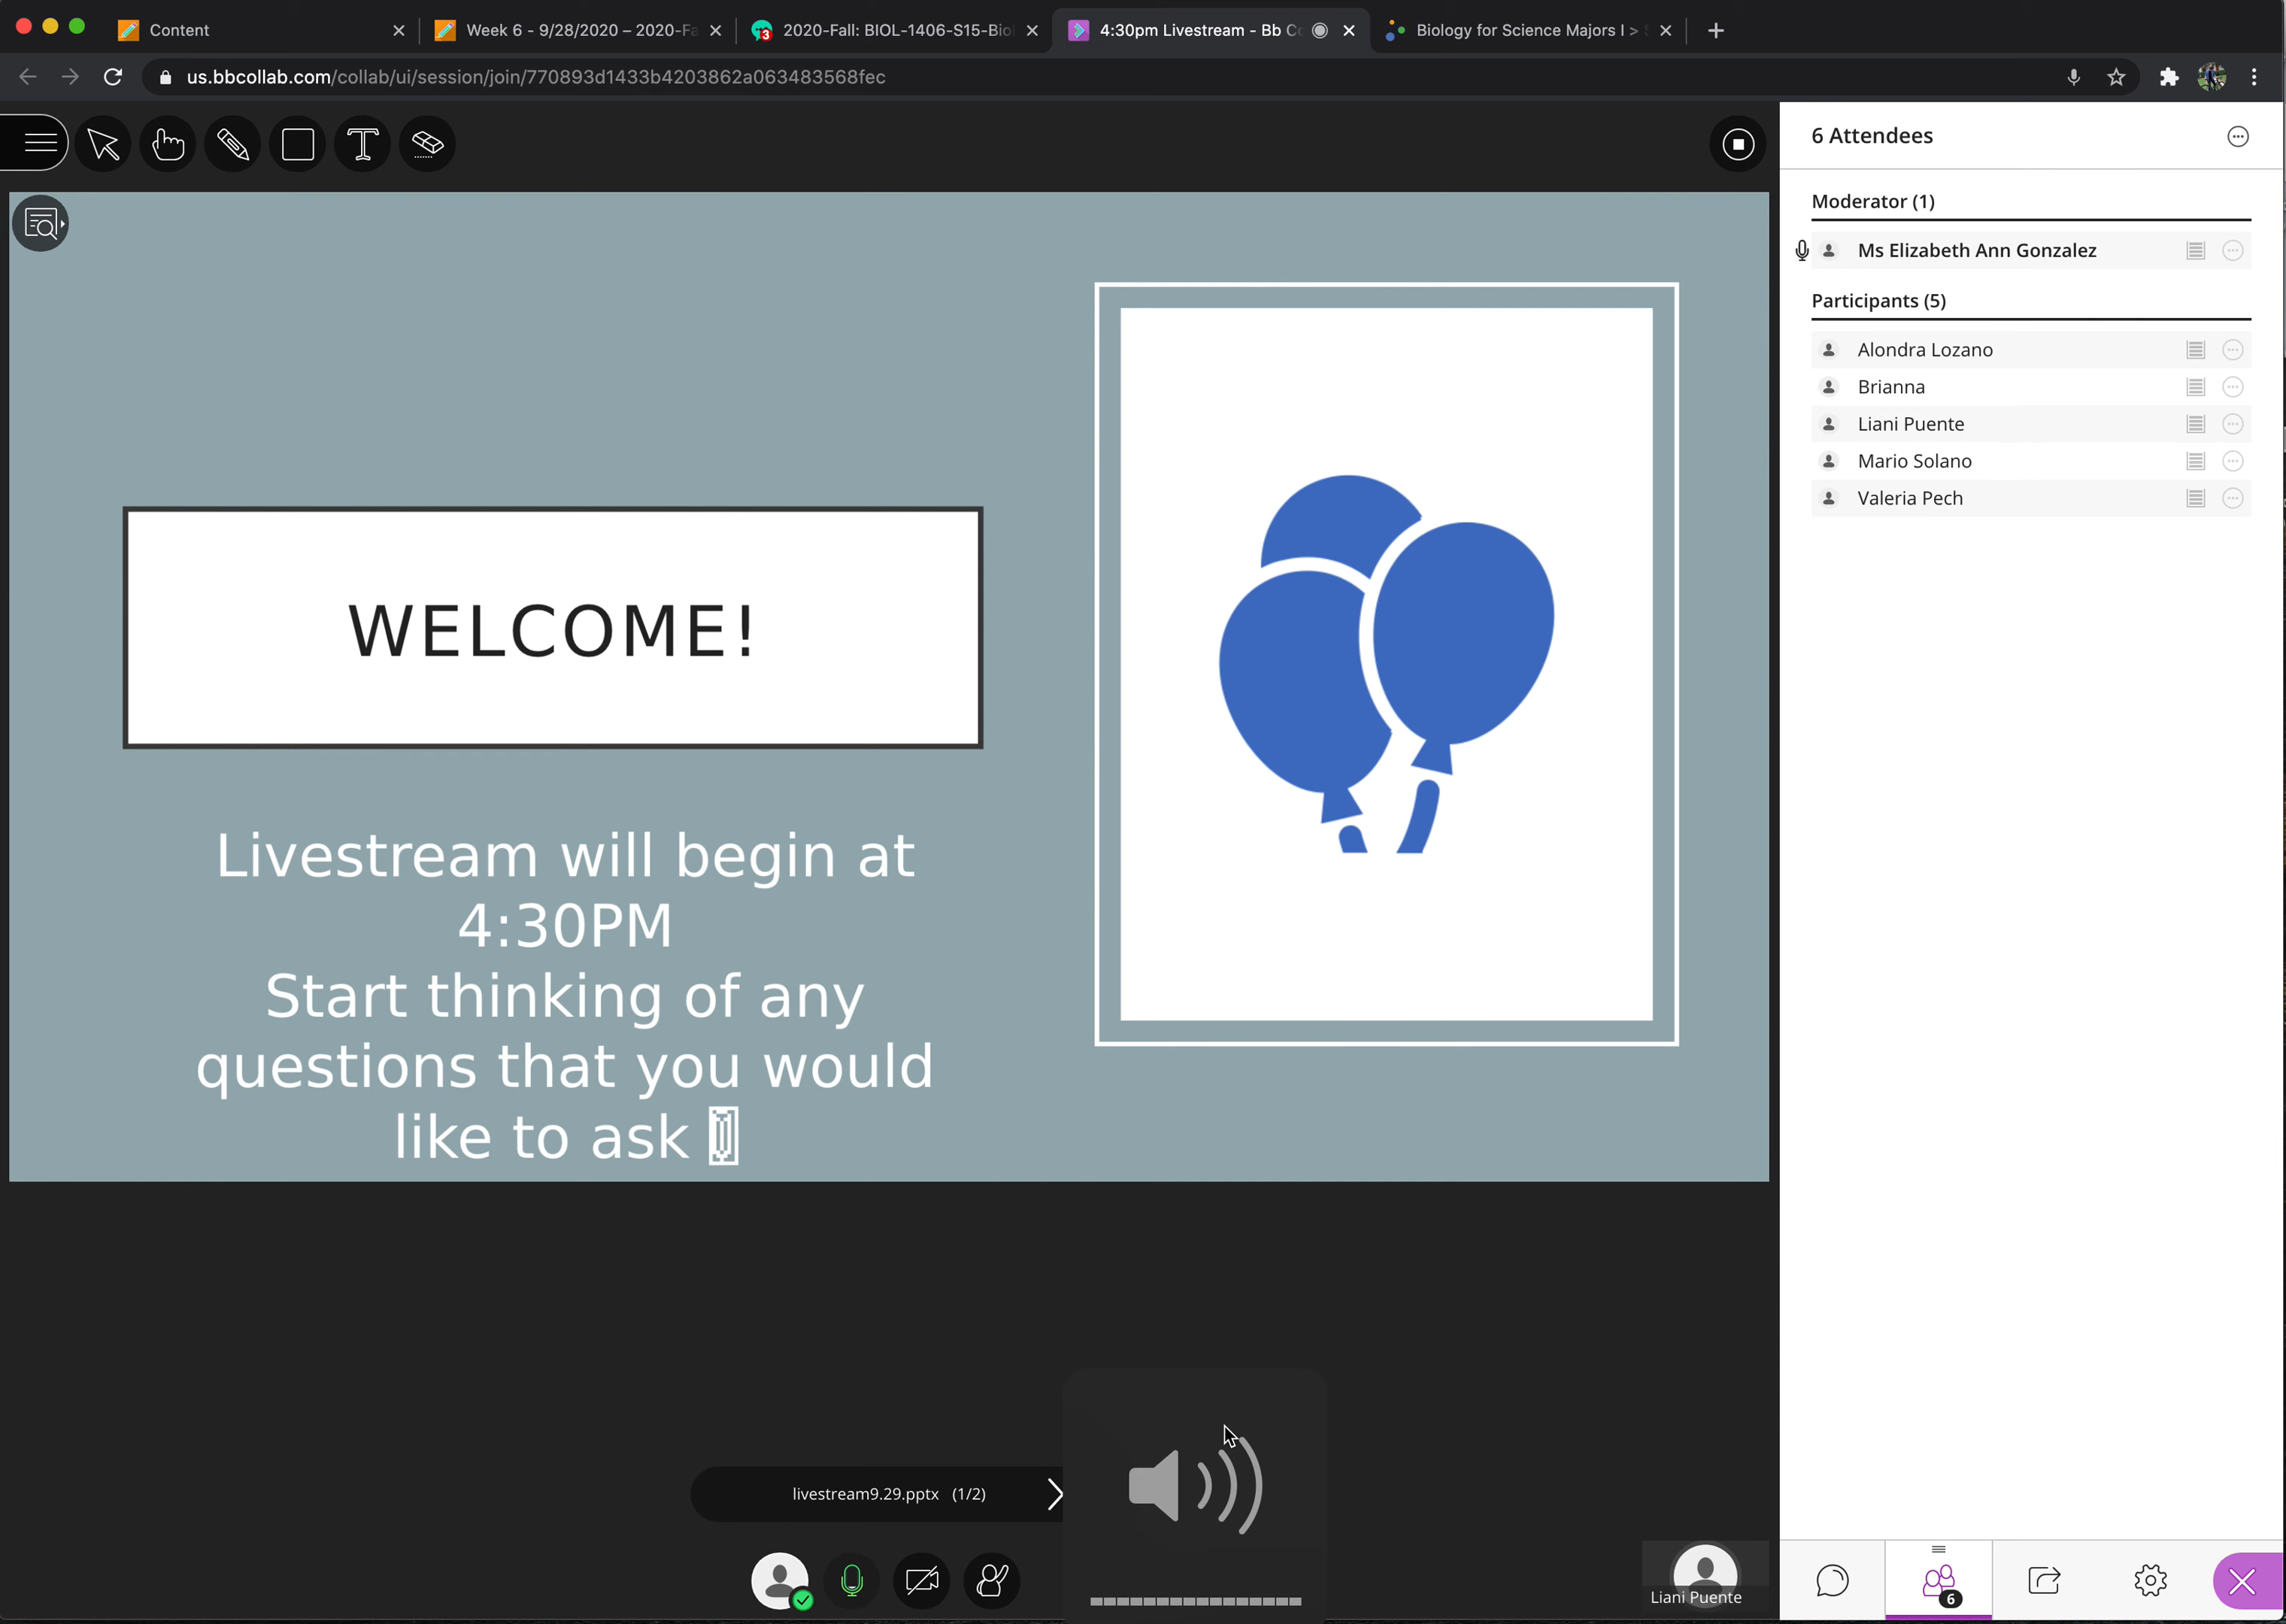 Content
Week 6 - 9/28/2020 – 2020-Fa
3
2020-Fall: BIOL-1406-S15-Bio
4:30pm Livestream - Bb Co
Biology for Science Majors I >
us.bbcollab.com/collab/ui/session/join/770893d1433b4203862a063483568fec
6 Attendees
Moderator (1)
Ms Elizabeth Ann Gonzalez
Participants (5)
Alondra Lozano
Brianna
Liani Puente
Mario Solano
Valeria Pech
WELCOME!
Livestream will begin at
4:30PM
Start thinking of any
questions that you would
like to ask
livestream9.29.pptx (1/2)
Liani Puente
6